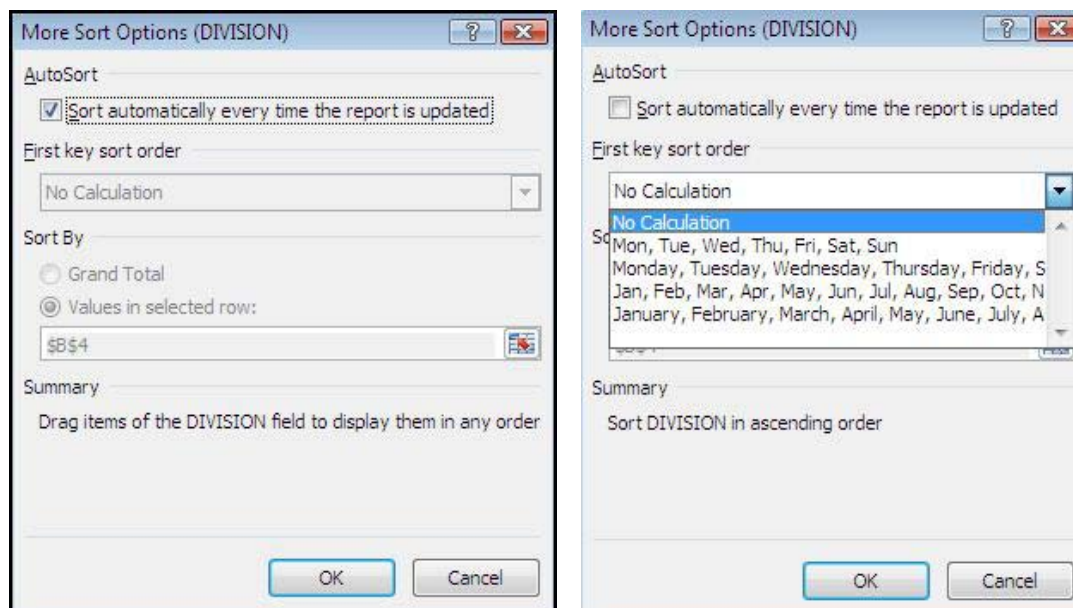 More Sort Options (DIVISION)
AutoSort
Sort automatically every time the report is updated
First key sort order
No Calculation
Sort By
Grand Total
Values in selected row:
$B$4
Summary
Drag items of the DIVISION field to display them in any order
OK Cancel
More Sort Options (DIVISION)
AutoSort
Sort automatically every time the report is updated
First key sort order
No Calculation
No Calculation
Mon, Tue, Wed, Thu, Fri, Sat, Sun
Monday, Tuesday, Wednesday, Thursday, Friday, S
Jan, Feb, Mar, Apr, May, Jun, Jul, Aug, Sep, Oct, N
January, February, March, April, May, June, July, A
Summary
Sort DIVISION in ascending order
OK Cancel